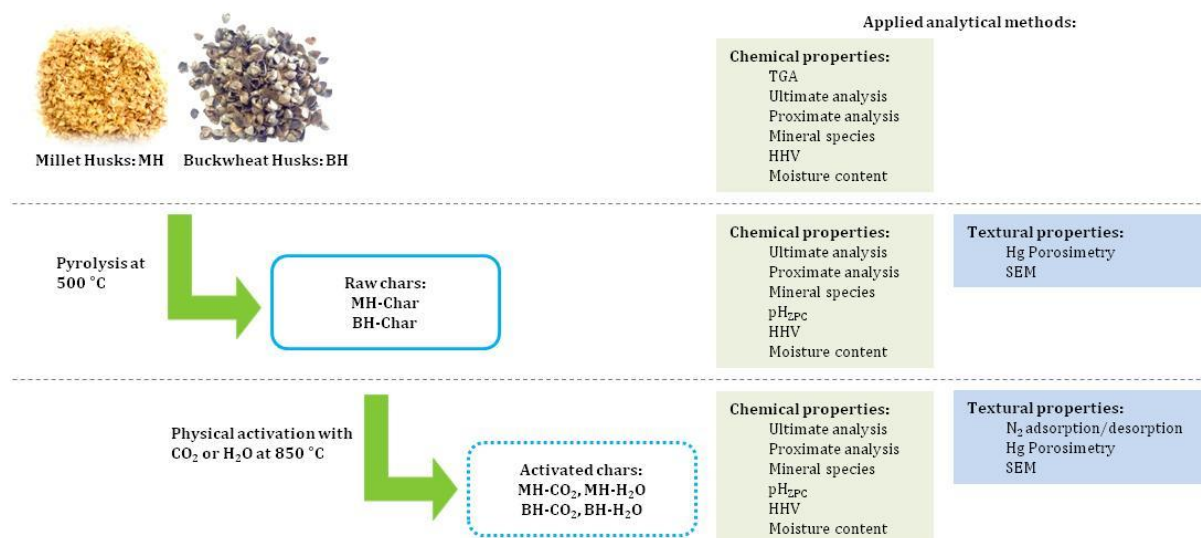 Applied analytical methods:
Millet Husks: MH
Buckwheat Husks: BH
Chemical properties:
TGA
Ultimate analysis
Proximate analysis
Mineral species
HHV
Moisture content
Pyrolysis at
500 °C
Raw chars:
MH-Char
BH-Char
Chemical properties:
Ultimate analysis
Proximate analysis
Mineral species
pH_ZPC
HHV
Moisture content
Textural properties:
Hg Porosimetry
SEM
Physical activation with
CO₂ or H₂O at 850 °C
Activated chars:
MH-CO₂, MH-H₂O
BH-CO₂, BH-H₂O
Chemical properties:
Ultimate analysis
Proximate analysis
Mineral species
pH_ZPC
HHV
Moisture content
Textural properties:
N₂ adsorption/desorption
Hg Porosimetry
SEM